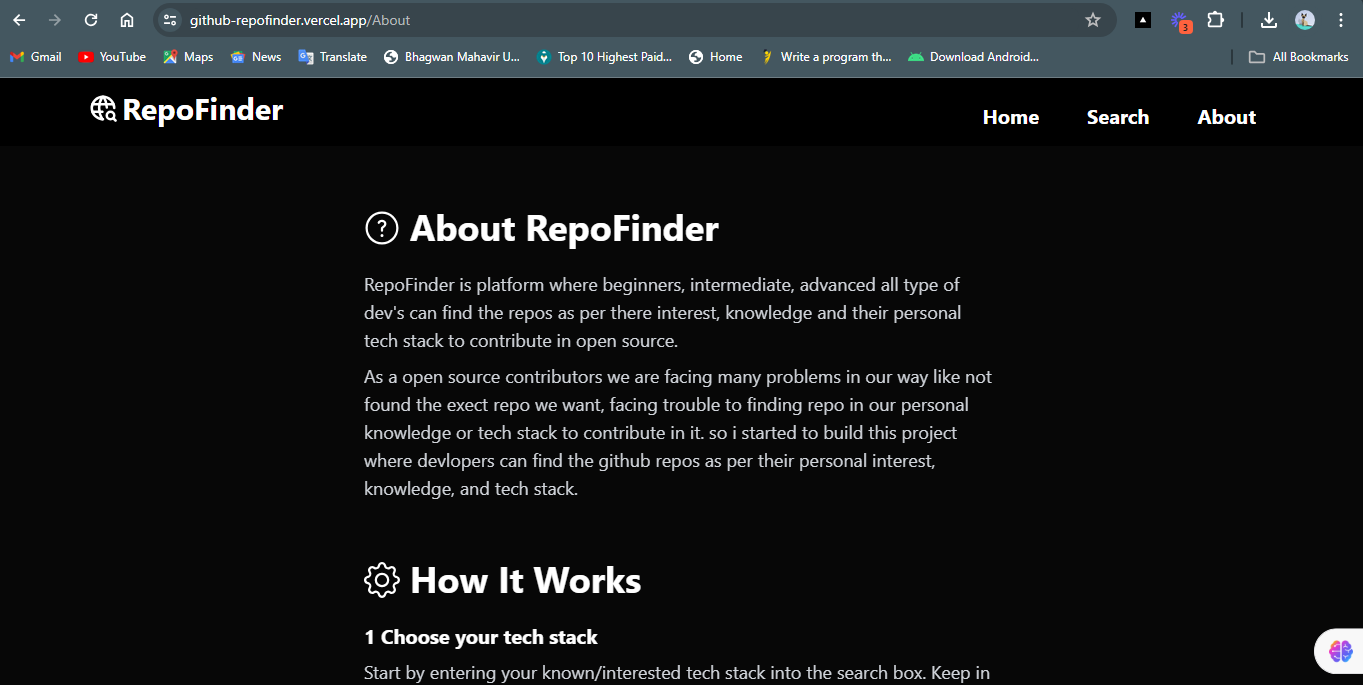 github-repofinder.vercel.app/About
3
Gmail YouTube Maps News Translate Bhagwan Mahavir U... Top 10 Highest Paid... Home Write a program th... Download Android... All Bookmarks
RepoFinder
Home Search About
? About RepoFinder
RepoFinder is platform where beginners, intermediate, advanced all type of
dev's can find the repos as per there interest, knowledge and their personal
tech stack to contribute in open source.
As a open source contributors we are facing many problems in our way like not
found the exect repo we want, facing trouble to finding repo in our personal
knowledge or tech stack to contribute in it. so i started to build this project
where devlopers can find the github repos as per their personal interest,
knowledge, and tech stack.
How It Works
1 Choose your tech stack
Start by entering your known/interested tech stack into the search box. Keep in